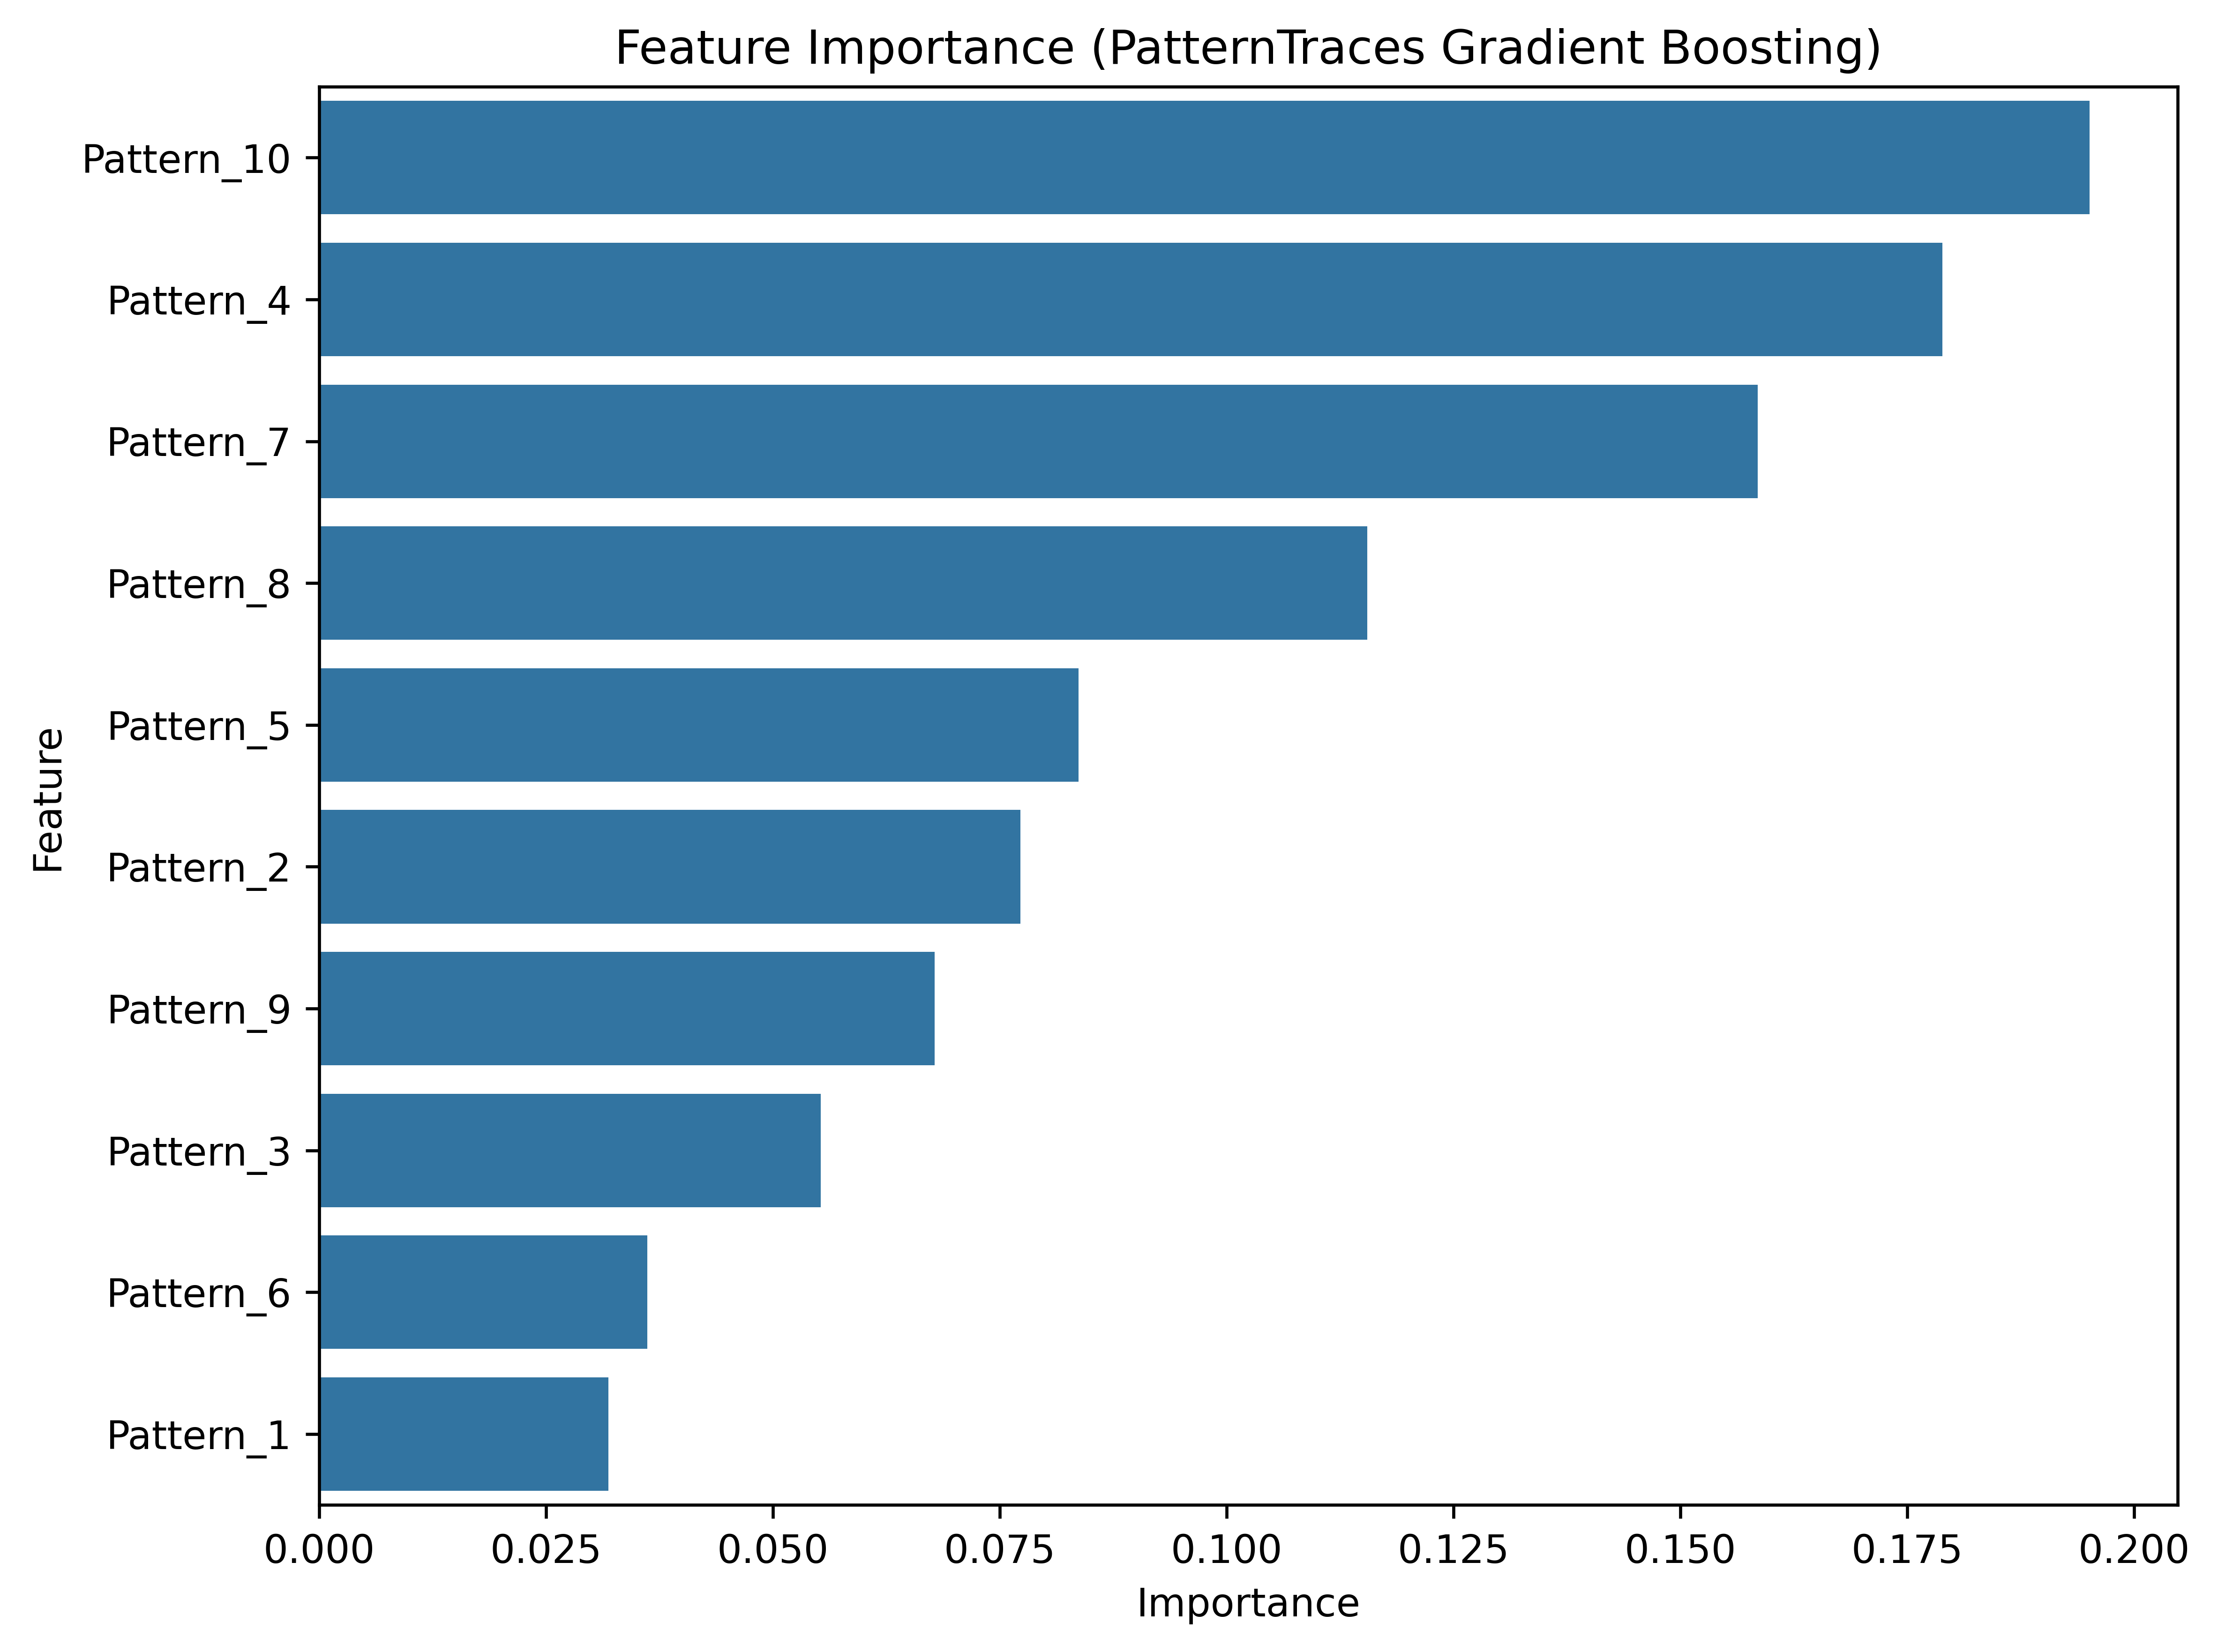 Feature Importance (PatternTraces Gradient Boosting)
Pattern_10
Pattern_4
Pattern_7
Pattern_8
Pattern_5
Pattern_2
Pattern_9
Pattern_3
Pattern_6
Pattern_1
Feature
0.000 0.025 0.050 0.075 0.100 0.125 0.150 0.175 0.200
Importance